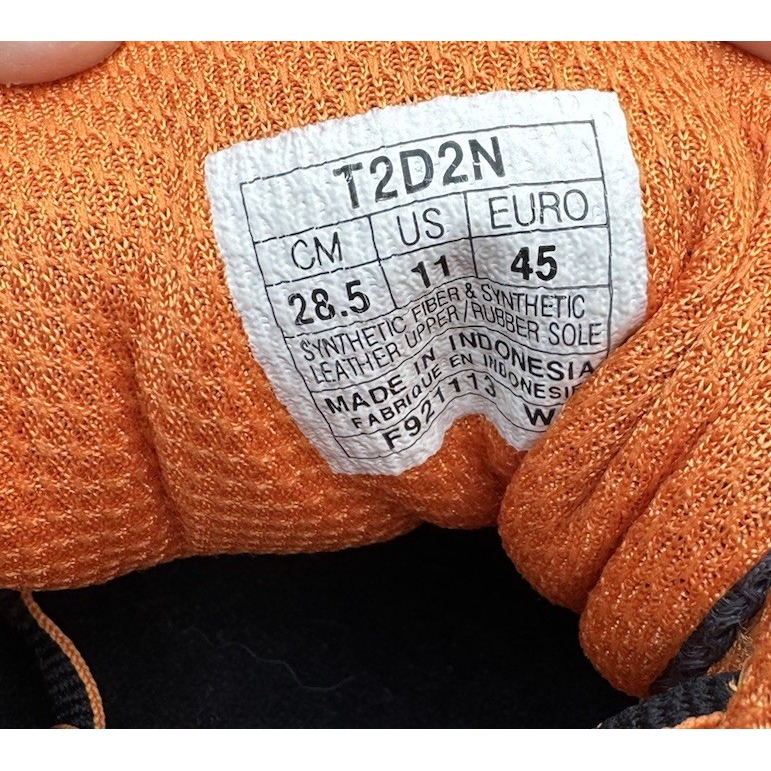 T2D2N
CM US EURO
28.5 11 45
SYNTHETIC FIBER & SYNTHETIC
LEATHER UPPER/RUBBER SOLE
MADE IN INDONESIA
FABRIQUE EN INDONESIE
F921113